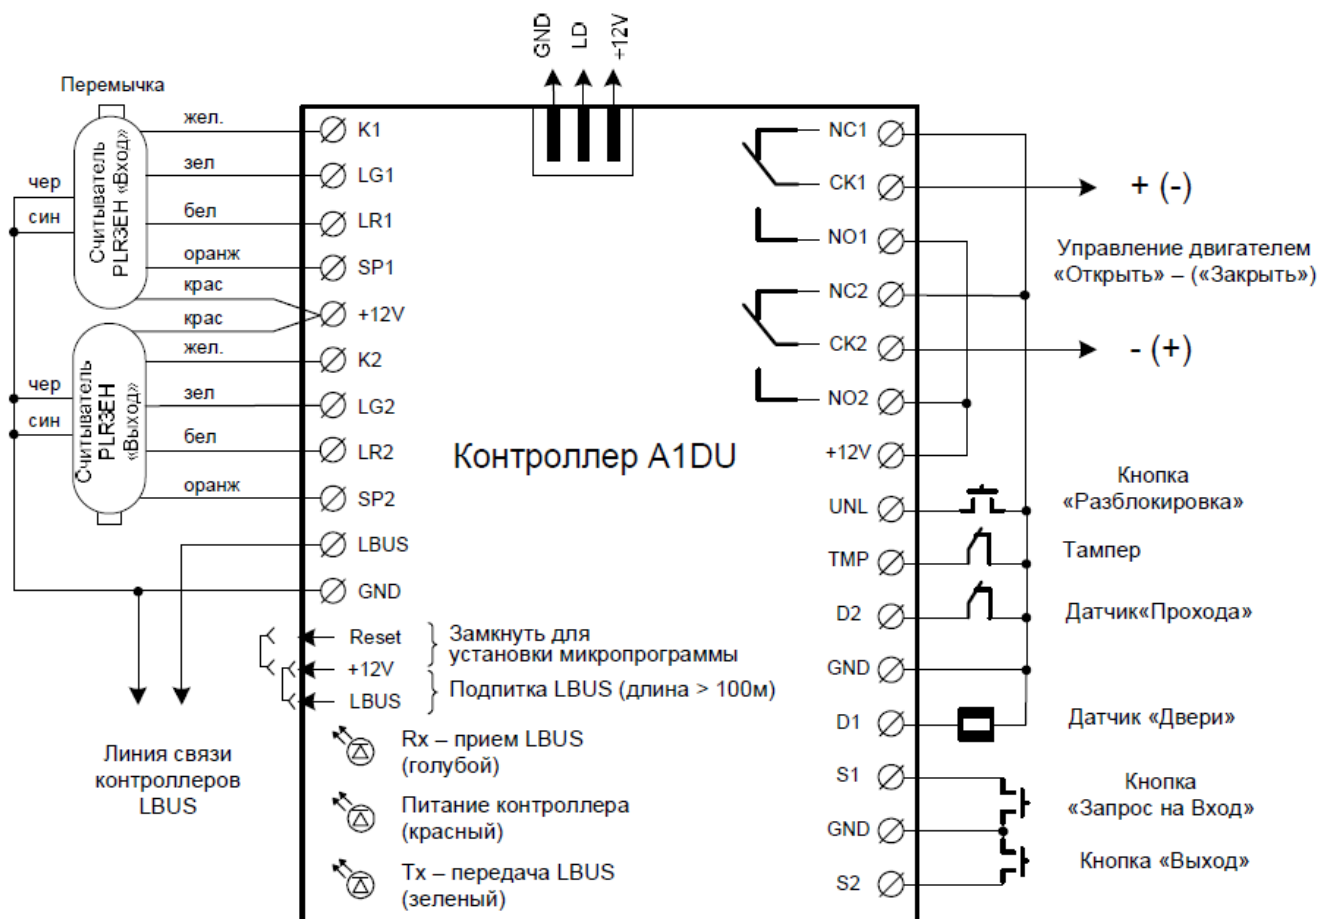 GND
LD
+12V
Перемычка
Считыватель
PLR3EH «Вход»
чер
син
жел.
зел
бел
оранж
крас
крас
жел.
зел
бел
оранж
Считыватель
PLR3EH
«Выход»
чер
син
K1
LG1
LR1
SP1
+12V
K2
LG2
LR2
SP2
LBUS
GND
Reset
+12V
LBUS
Замкнуть для
установки микропрограммы
Подпитка LBUS (длина > 100м)
Rx – прием LBUS
(голубой)
Питание контроллера
(красный)
Tx – передача LBUS
(зеленый)
Линия связи
контроллеров
LBUS
Контроллер A1DU
NC1
CK1
NO1
NC2
CK2
NO2
+12V
UNL
TMP
D2
GND
D1
S1
GND
S2
+ (-)
Управление двигателем
«Открыть» – («Закрыть»)
- (+)
Кнопка
«Разблокировка»
Тампер
Датчик«Прохода»
Датчик «Двери»
Кнопка
«Запрос на Вход»
Кнопка «Выход»